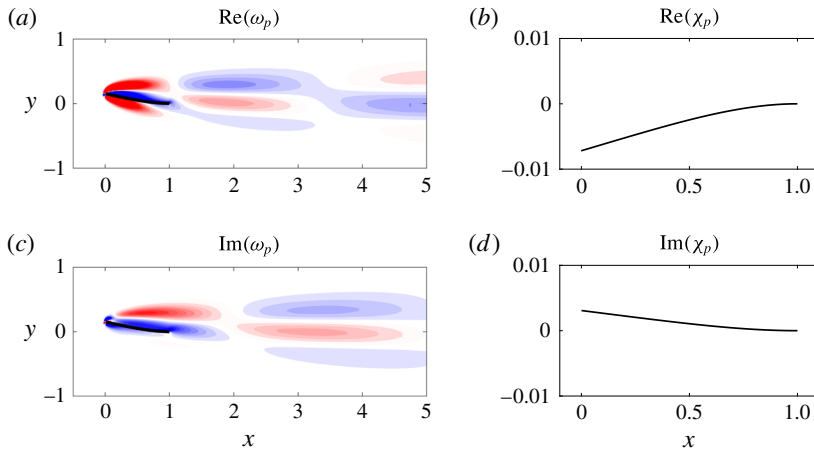 (a) Re(ω_p)
1
y 0
−1
0 1 2 3 4 5
(b) Re(χ_p)
0.01
0
−0.01
0 0.5 1.0
(c) Im(ω_p)
1
y 0
−1
0 1 2 3 4 5
x
(d) Im(χ_p)
0.01
0
−0.01
0 0.5 1.0
x